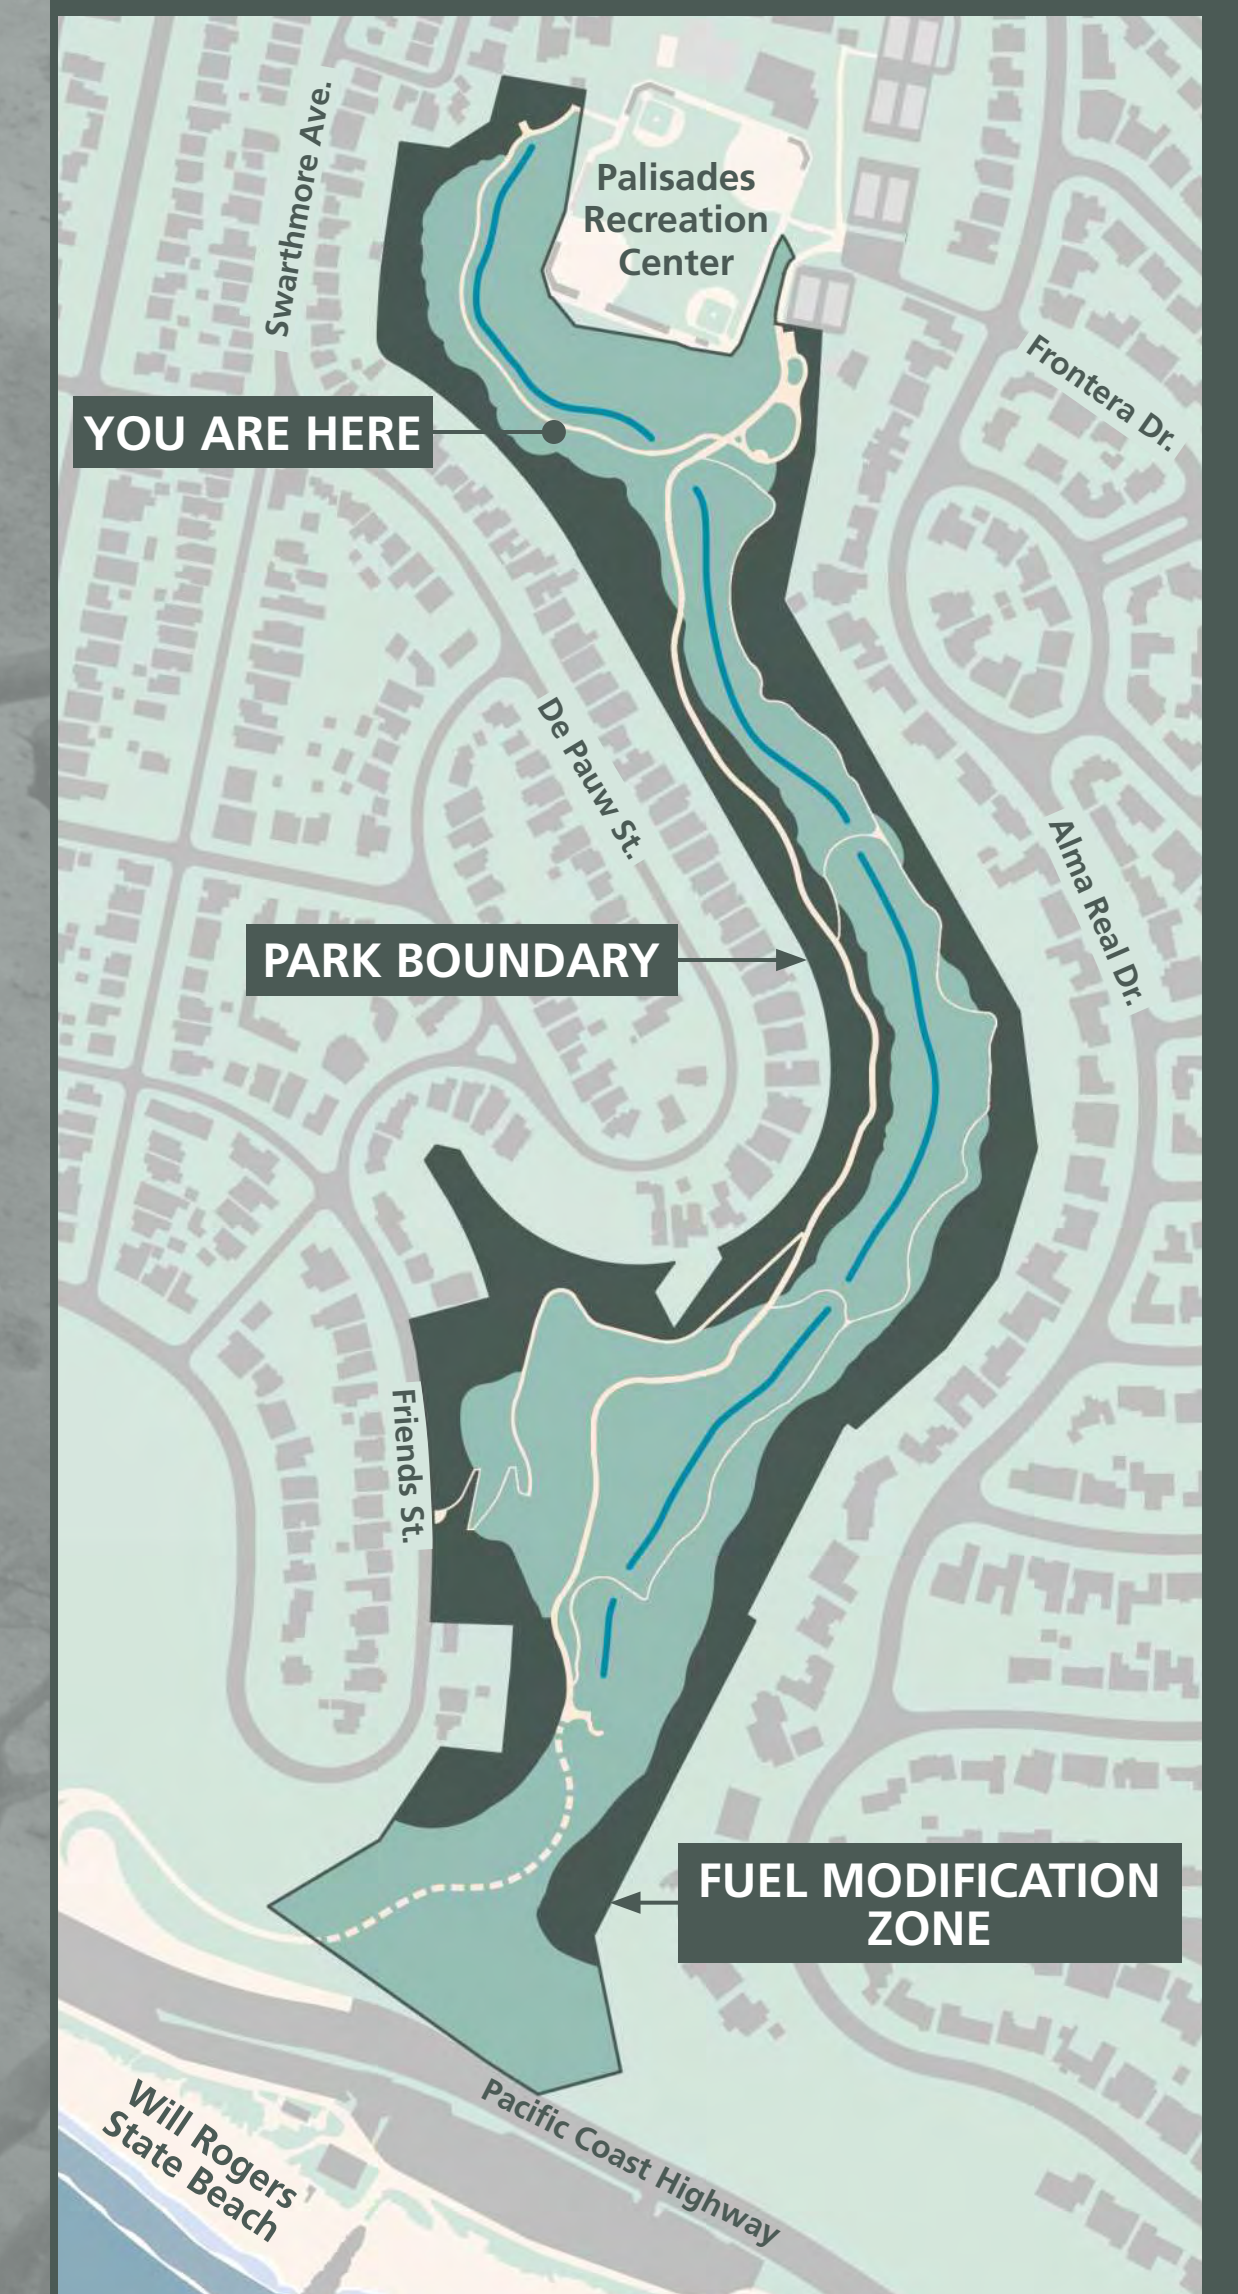 Swarthmore Ave.
Palisades
Recreation
Center
Frontera Dr.
YOU ARE HERE
De Pauw St.
Alma Real Dr.
PARK BOUNDARY
Friends St.
FUEL MODIFICATION
ZONE
Pacific Coast Highway
Will Rogers
State Beach